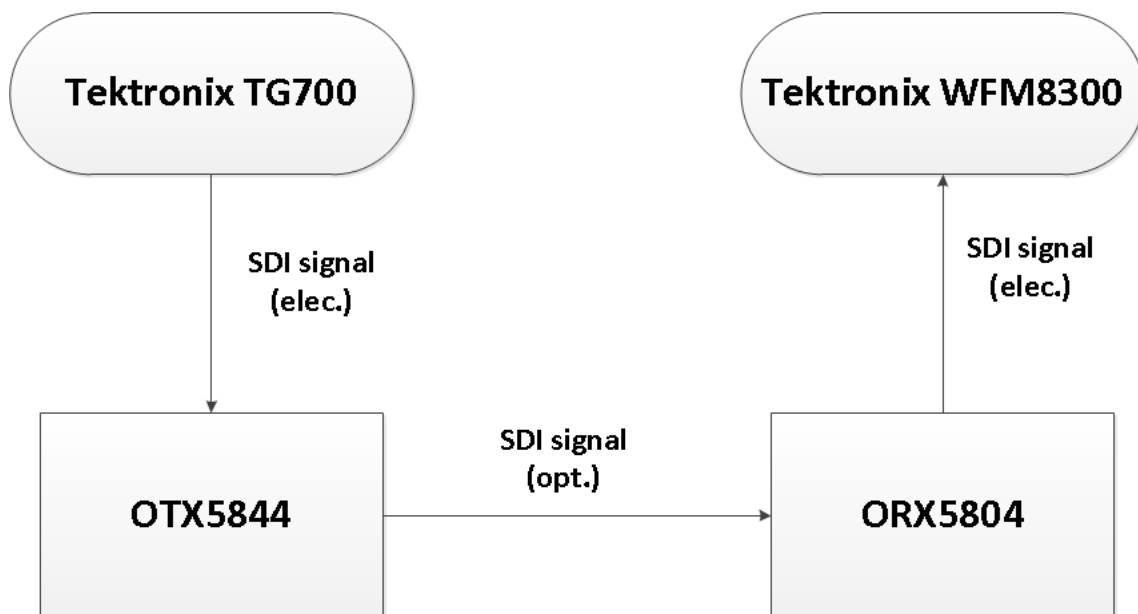 Tektronix TG700
Tektronix WFM8300
SDI signal
(elec.)
SDI signal
(elec.)
SDI signal
(opt.)
OTX5844
ORX5804